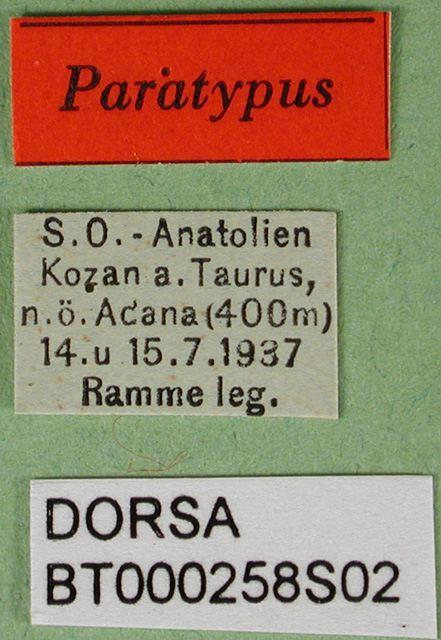 Paratypus
S.O.-Anatolien
Kozan a. Taurus,
n.ö. Adana (400m)
14.u 15.7.1937
Ramme leg.
DORSA
BT000258S02